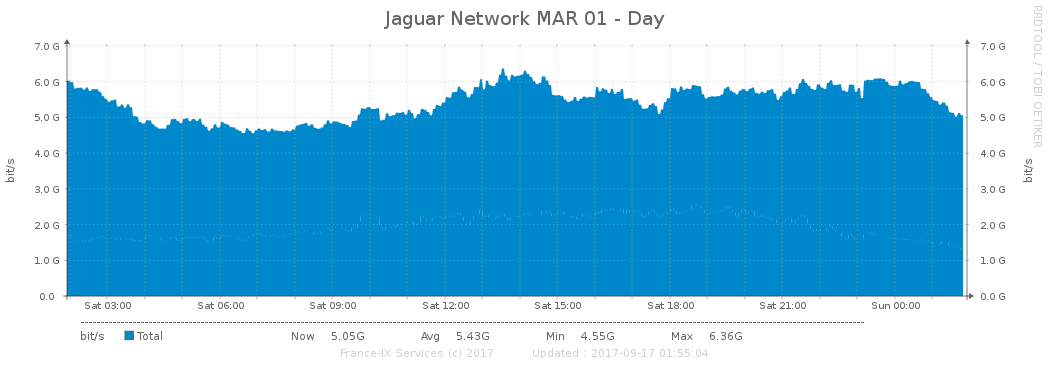 Jaguar Network MAR 01 - Day
RRDTOOL / TOBI OETIKER
7.0 G 7.0 G
6.0 G 6.0 G
5.0 G 5.0 G
4.0 G 4.0 G
3.0 G 3.0 G
2.0 G 2.0 G
1.0 G 1.0 G
0.0 0.0 G
bit/s
bit/s
Sat 03:00 Sat 06:00 Sat 09:00 Sat 12:00 Sat 15:00 Sat 18:00 Sat 21:00 Sun 00:00
bit/s Total Now 5.05G Avg 5.43G Min 4.55G Max 6.36G
France-IX Services (c) 2017 Updated : 2017-09-17 01:55:04